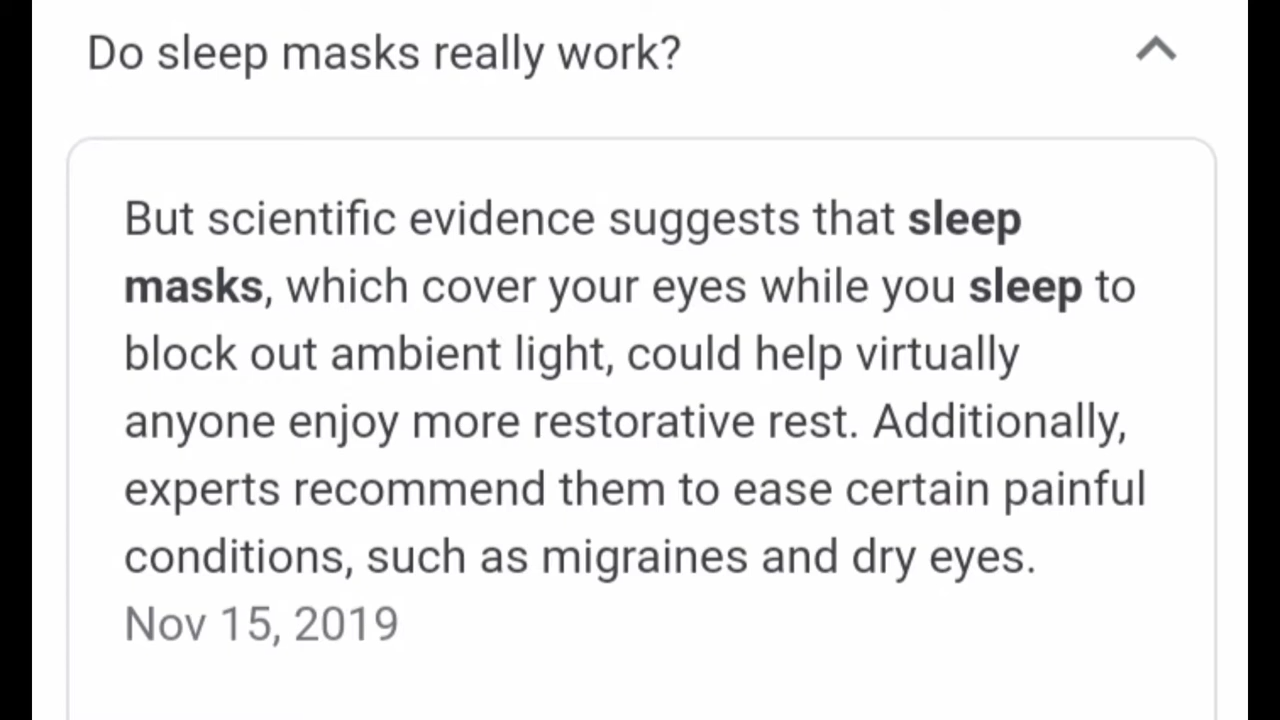 Do sleep masks really work?
But scientific evidence suggests that sleep
masks, which cover your eyes while you sleep to
block out ambient light, could help virtually
anyone enjoy more restorative rest. Additionally,
experts recommend them to ease certain painful
conditions, such as migraines and dry eyes.
Nov 15, 2019